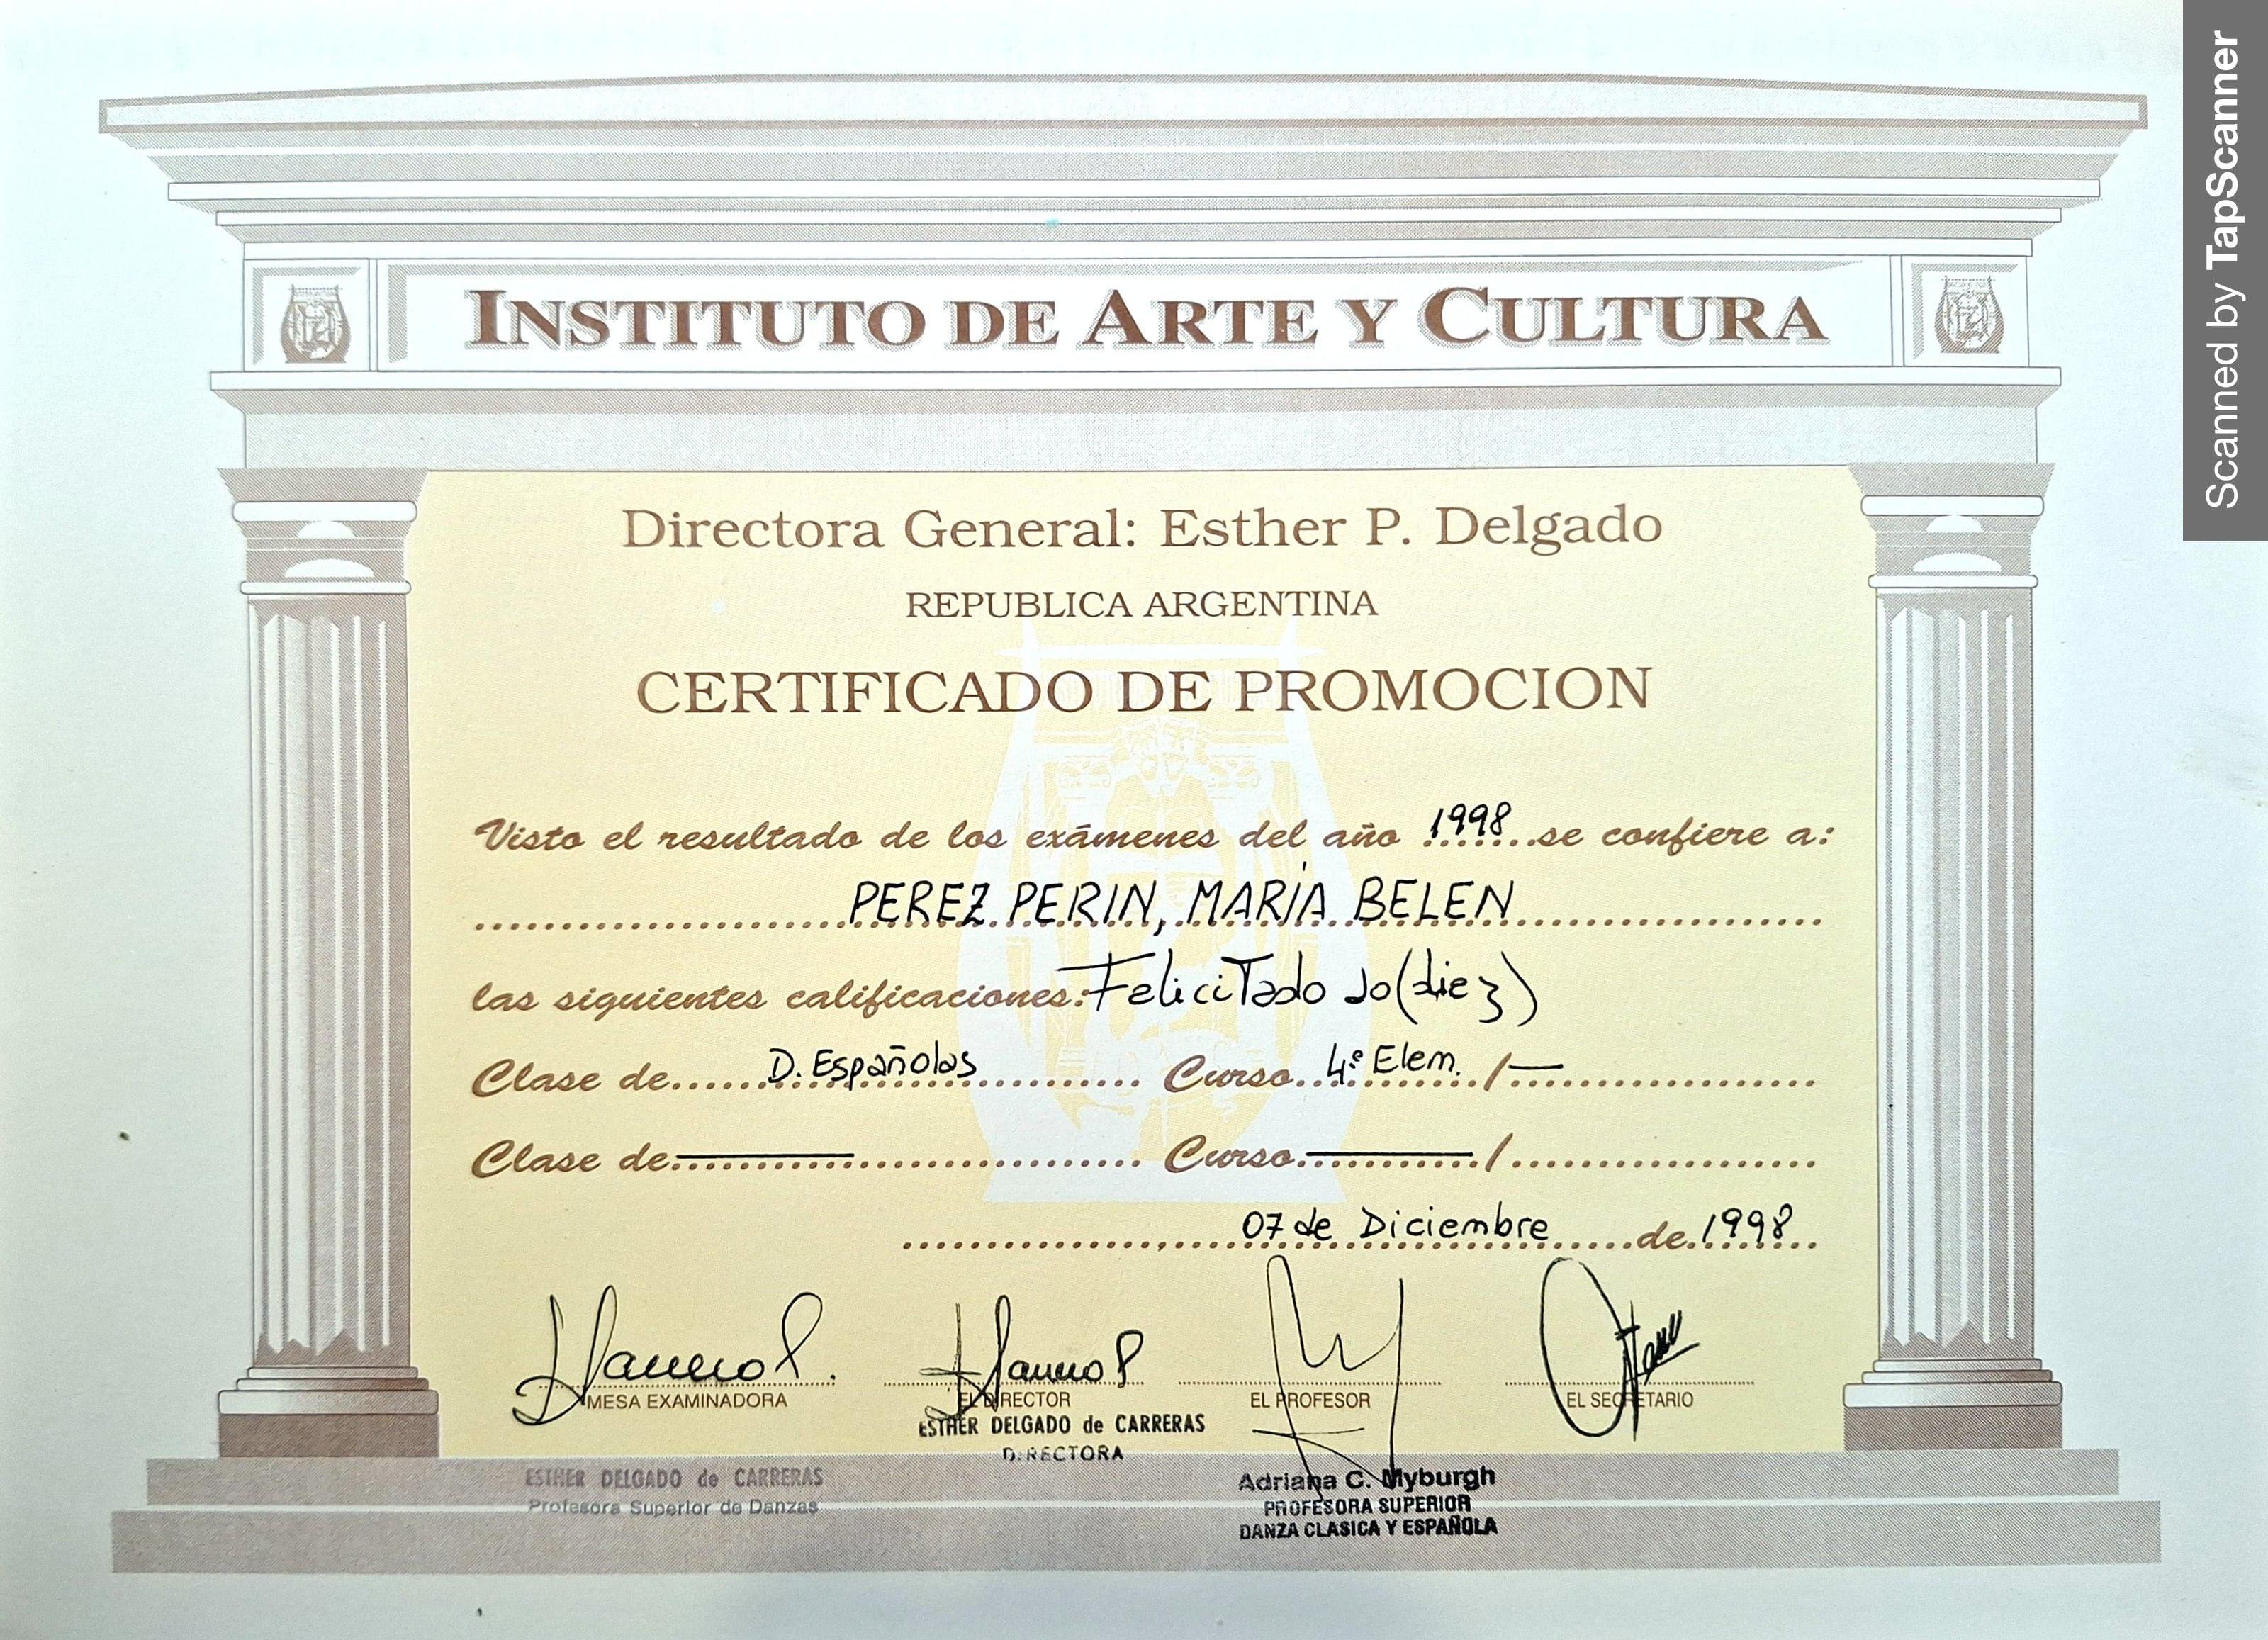 INSTITUTO DE ARTE Y CULTURA
Directora General: Esther P. Delgado
REPUBLICA ARGENTINA
CERTIFICADO DE PROMOCION
Visto el resultado de los exámenes del año 1998 se confiere a:
PEREZ PERIN, MARÍA BELEN
las siguientes calificaciones: Felicitado 10 (diez)
Clase de D. Españolas Curso 4º Elem. / —
Clase de Curso /
07 de Diciembre de 1998
MESA EXAMINADORA EL DIRECTOR EL PROFESOR EL SECRETARIO
ESTHER DELGADO de CARRERAS
DIRECTORA
ESTHER DELGADO de CARRERAS
Profesora Superior de Danzas
Adriana C. Myburgh
PROFESORA SUPERIOR
DANZA CLASICA Y ESPAÑOLA
Scanned by TapScanner